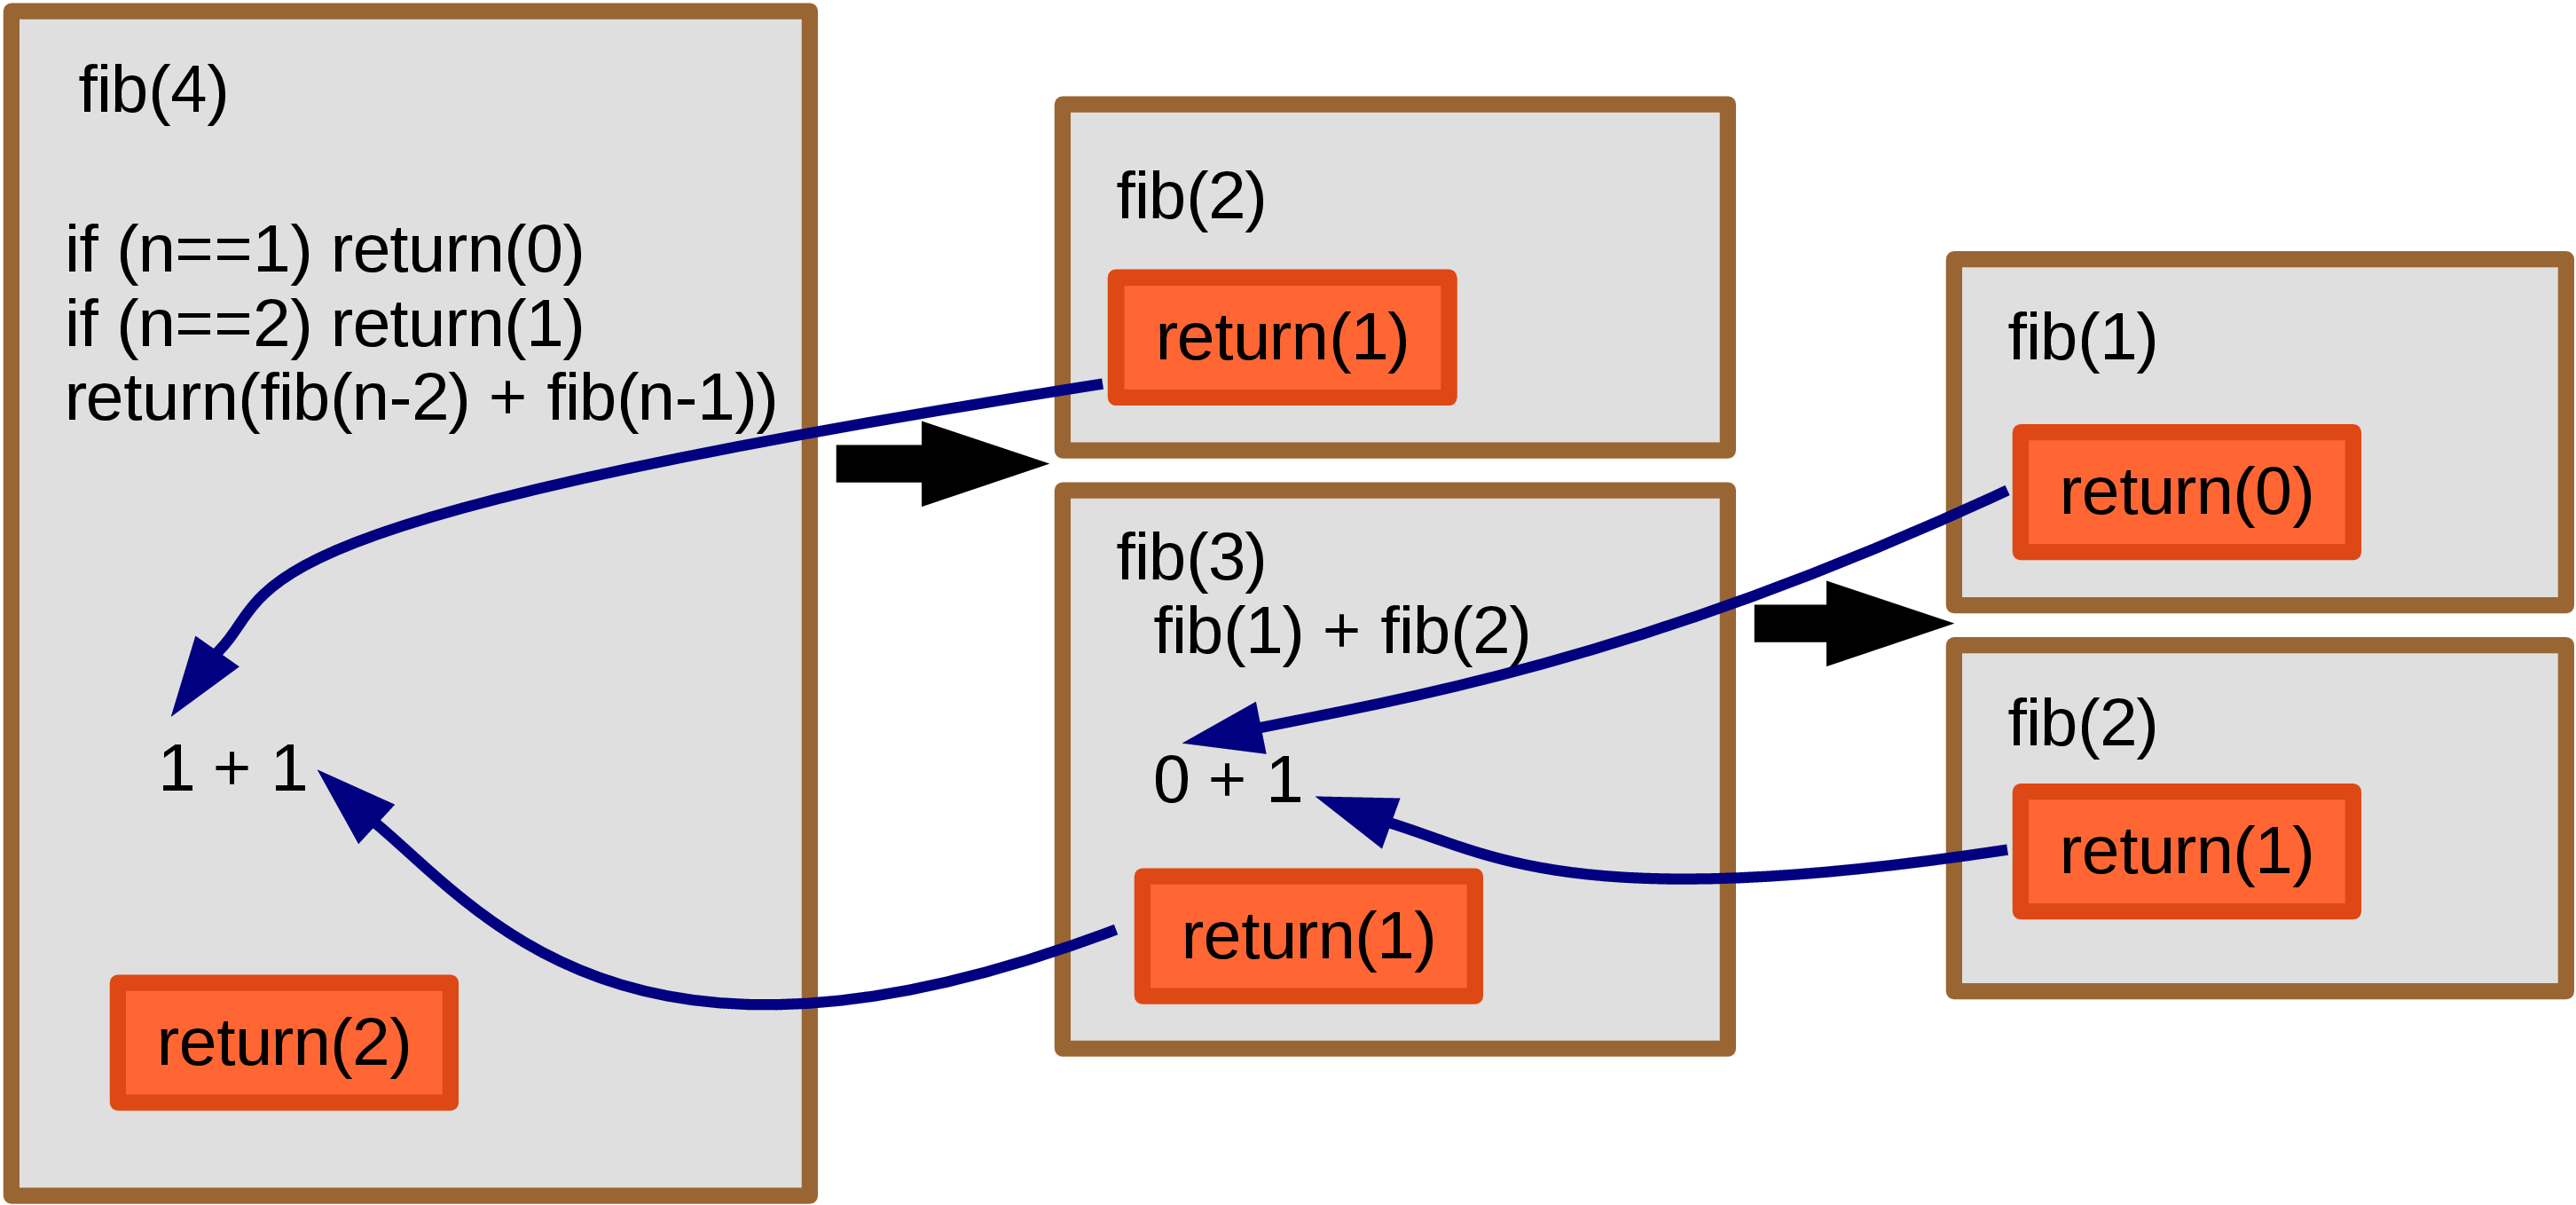 fib(4)
if (n==1) return(0)
if (n==2) return(1)
return(fib(n-2) + fib(n-1))
1 + 1
return(2)
fib(2)
return(1)
fib(3)
fib(1) + fib(2)
0 + 1
return(1)
fib(1)
return(0)
fib(2)
return(1)